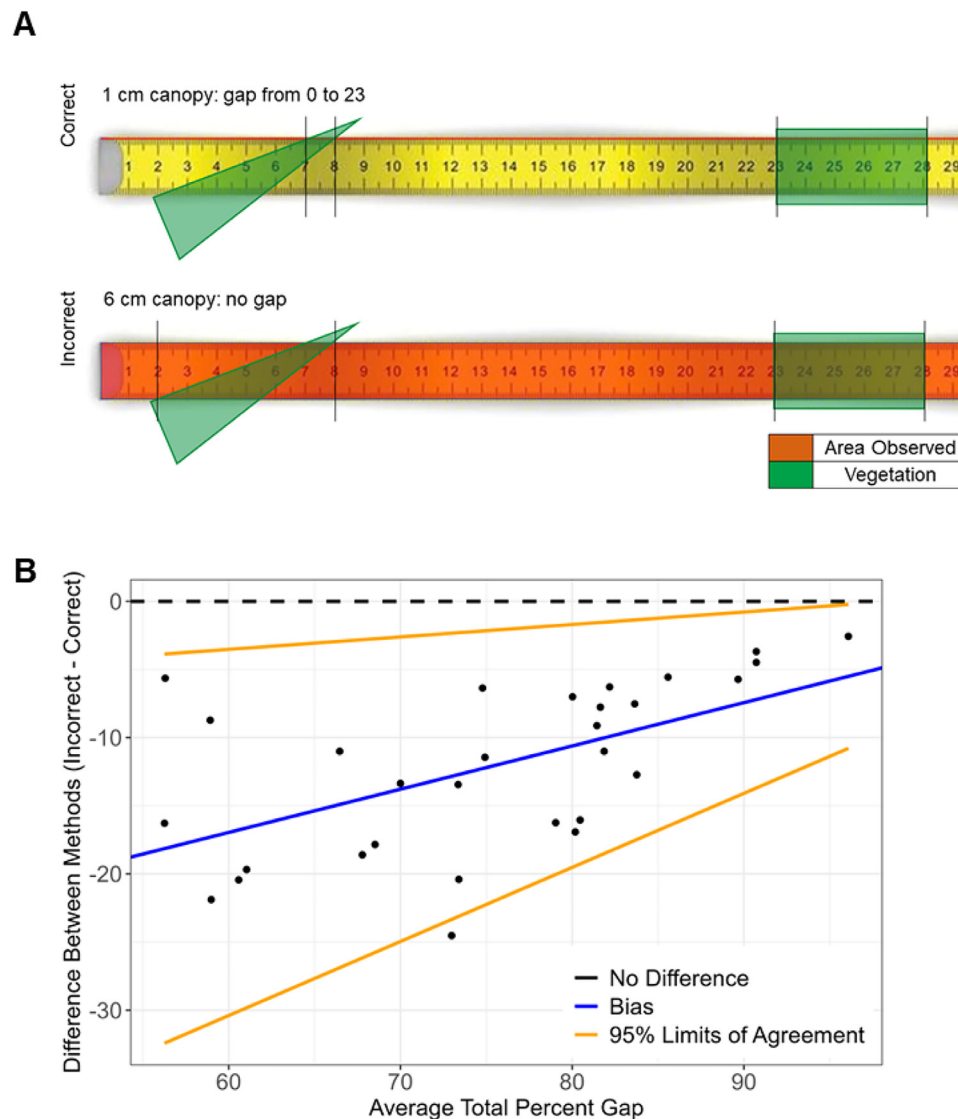 A
Correct
1 cm canopy: gap from 0 to 23
1 2 3 4 5 6 7 8 9 10 11 12 13 14 15 16 17 18 19 20 21 22 23 24 25 26 27 28 29
Incorrect
6 cm canopy: no gap
1 2 3 4 5 6 7 8 9 10 11 12 13 14 15 16 17 18 19 20 21 22 23 24 25 26 27 28 29
Area Observed
Vegetation
B
Difference Between Methods (Incorrect - Correct)
0
-10
-20
-30
No Difference
Bias
95% Limits of Agreement
60 70 80 90
Average Total Percent Gap